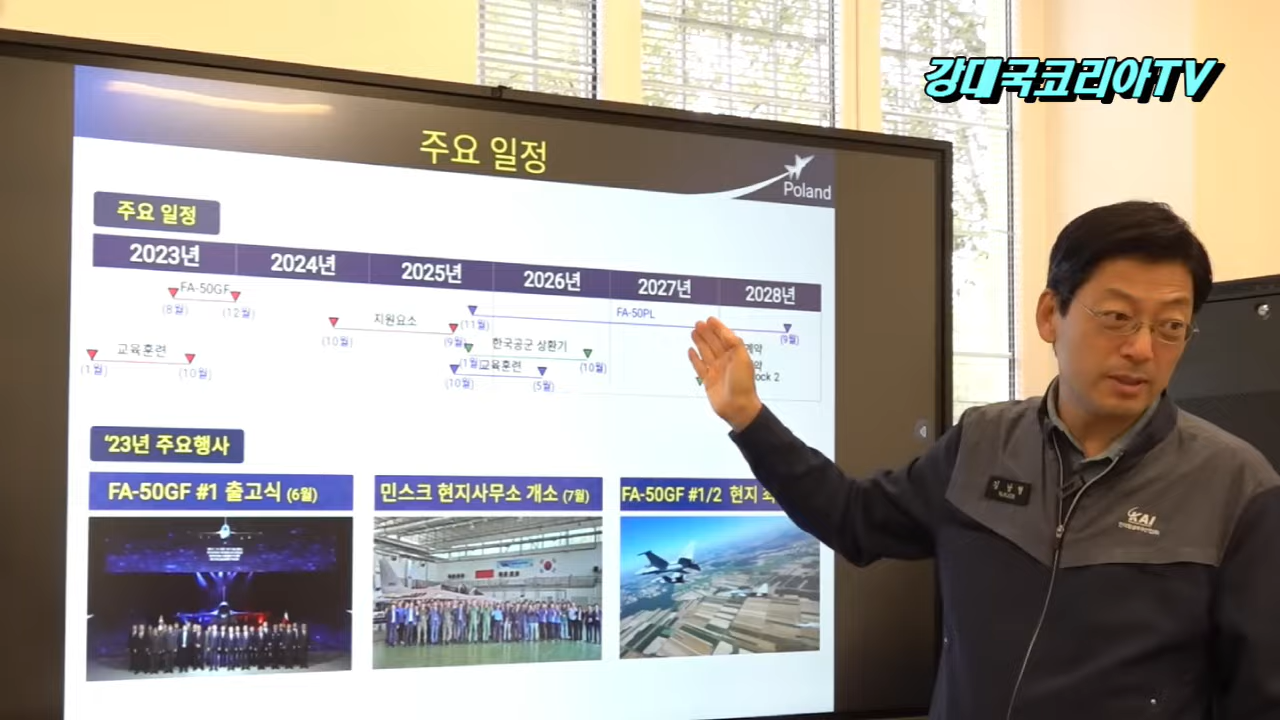 강대국코리아TV
주요 일정
Poland
주요 일정
2023년 2024년 2025년 2026년 2027년 2028년
FA-50GF
(8월) (12월)
지원요소
(10월) (9월)
(11월) FA-50PL (9월)
교육훈련
(1월) (10월)
한국공군 상환기
(1월) (10월)
교육훈련
(10월) (5월)
계약
ock 2
'23년 주요행사
FA-50GF #1 출고식 (6월)
민스크 현지사무소 개소 (7월)
FA-50GF #1/2 현지
KAI